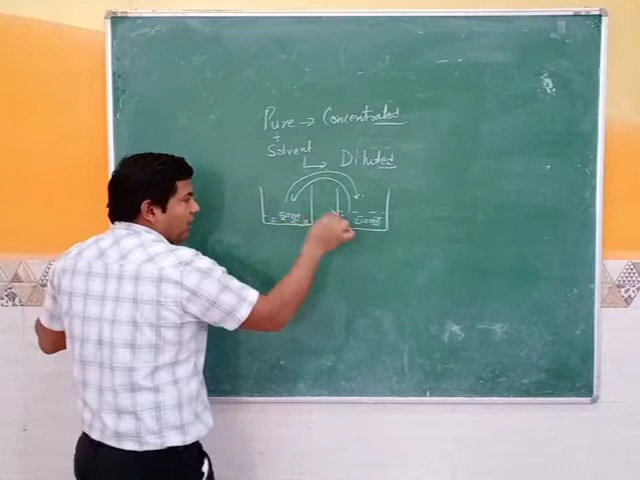 Pure → Concentrated
+
Solvent
↳ Diluted